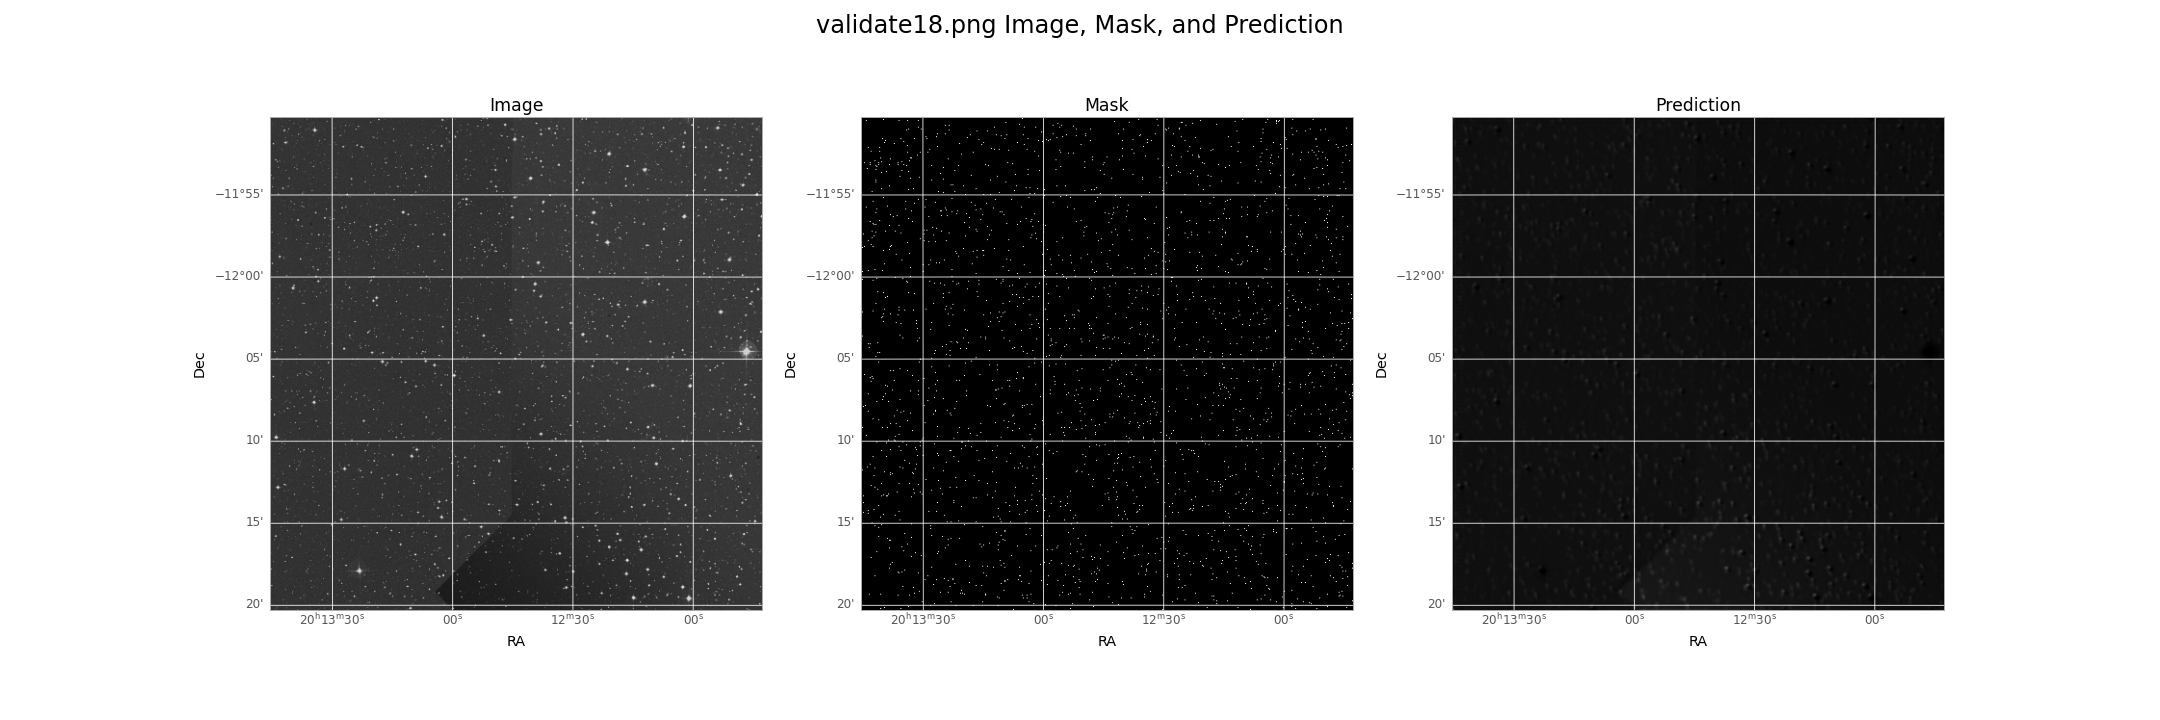 validate18.png Image, Mask, and Prediction
Image
Mask
Prediction
−11°55'
−12°00'
05'
10'
15'
20'
Dec
20ʰ13ᵐ30ˢ 00ˢ 12ᵐ30ˢ 00ˢ
RA
−11°55'
−12°00'
05'
10'
15'
20'
Dec
20ʰ13ᵐ30ˢ 00ˢ 12ᵐ30ˢ 00ˢ
RA
−11°55'
−12°00'
05'
10'
15'
20'
Dec
20ʰ13ᵐ30ˢ 00ˢ 12ᵐ30ˢ 00ˢ
RA